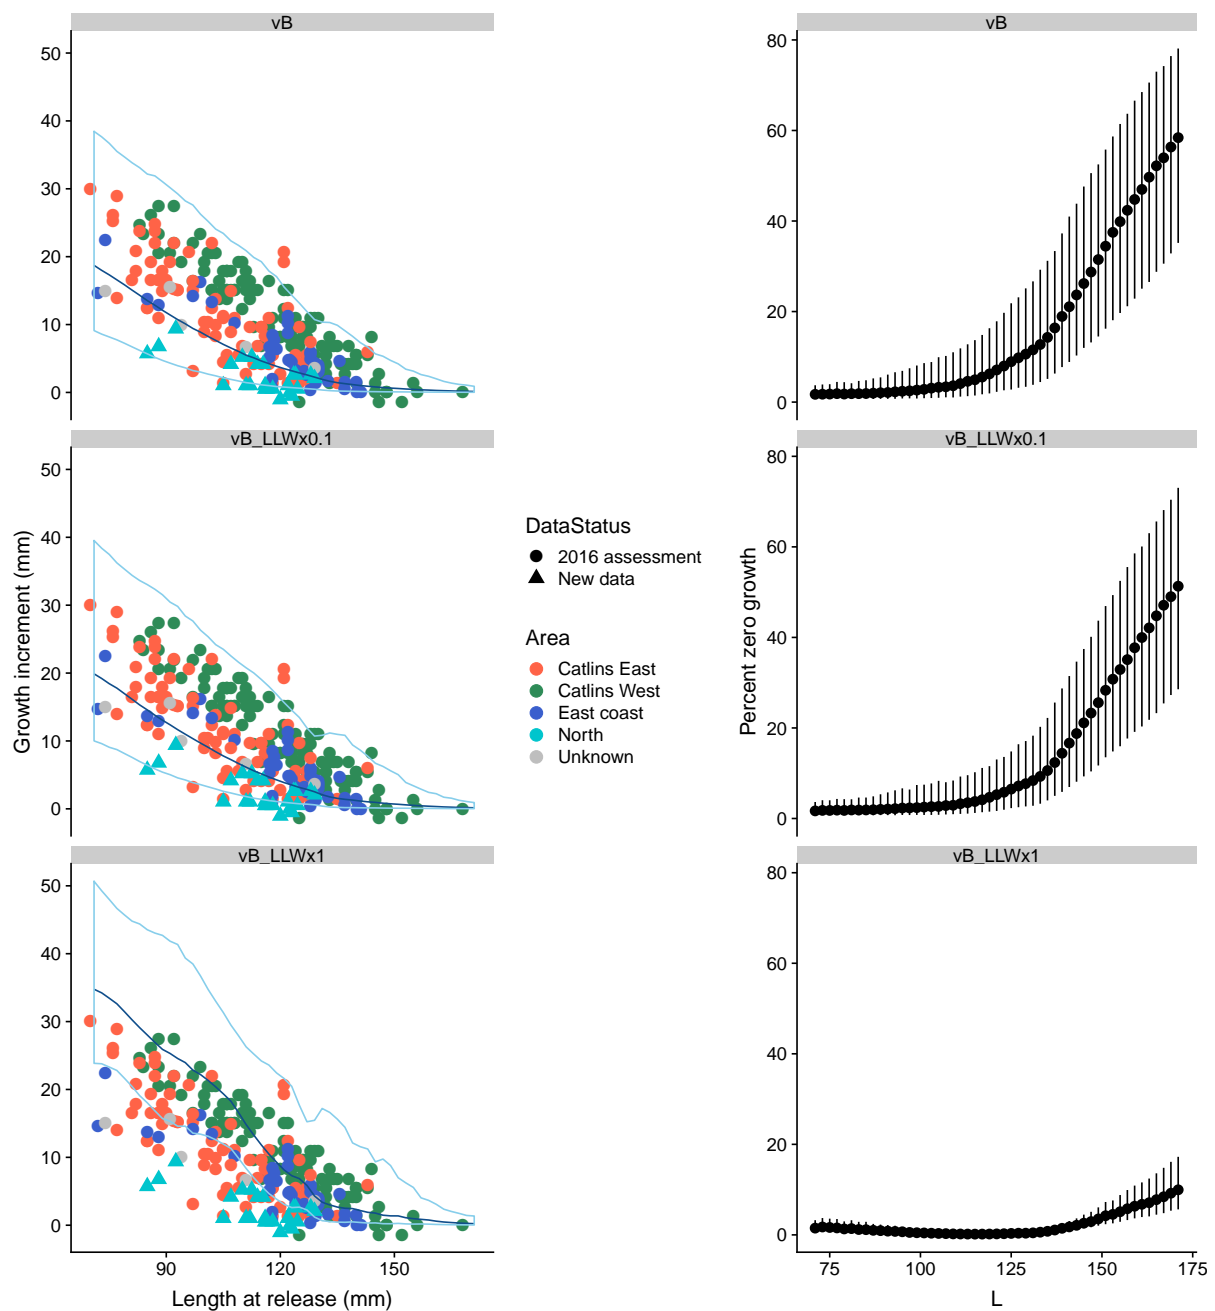 vB
50
40
30
20
10
0
vB_LLWx0.1
50
40
30
20
10
0
vB_LLWx1
50
40
30
20
10
0
90
120
150
Length at release (mm)
Growth increment (mm)
DataStatus
2016 assessment
New data
Area
Catlins East
Catlins West
East coast
North
Unknown
vB
80
60
40
20
0
vB_LLWx0.1
80
60
40
20
0
vB_LLWx1
80
60
40
20
0
75
100
125
150
175
L
Percent zero growth